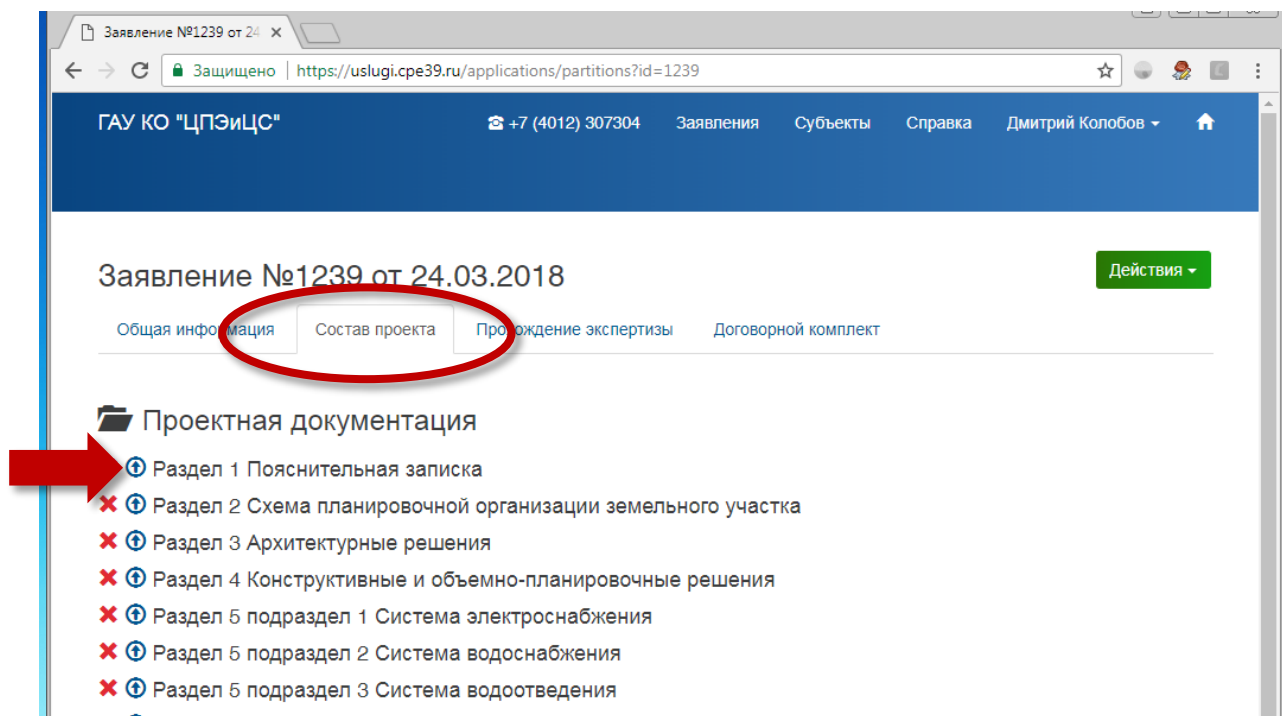 Заявление №1239 от 24
Защищено | https://uslugi.cpe39.ru/applications/partitions?id=1239
ГАУ КО "ЦПЭиЦС" +7 (4012) 307304 Заявления Субъекты Справка Дмитрий Колобов
Заявление №1239 от 24.03.2018 Действия
Общая информация Состав проекта Прохождение экспертизы Договорной комплект
Проектная документация
Раздел 1 Пояснительная записка
Раздел 2 Схема планировочной организации земельного участка
Раздел 3 Архитектурные решения
Раздел 4 Конструктивные и объемно-планировочные решения
Раздел 5 подраздел 1 Система электроснабжения
Раздел 5 подраздел 2 Система водоснабжения
Раздел 5 подраздел 3 Система водоотведения